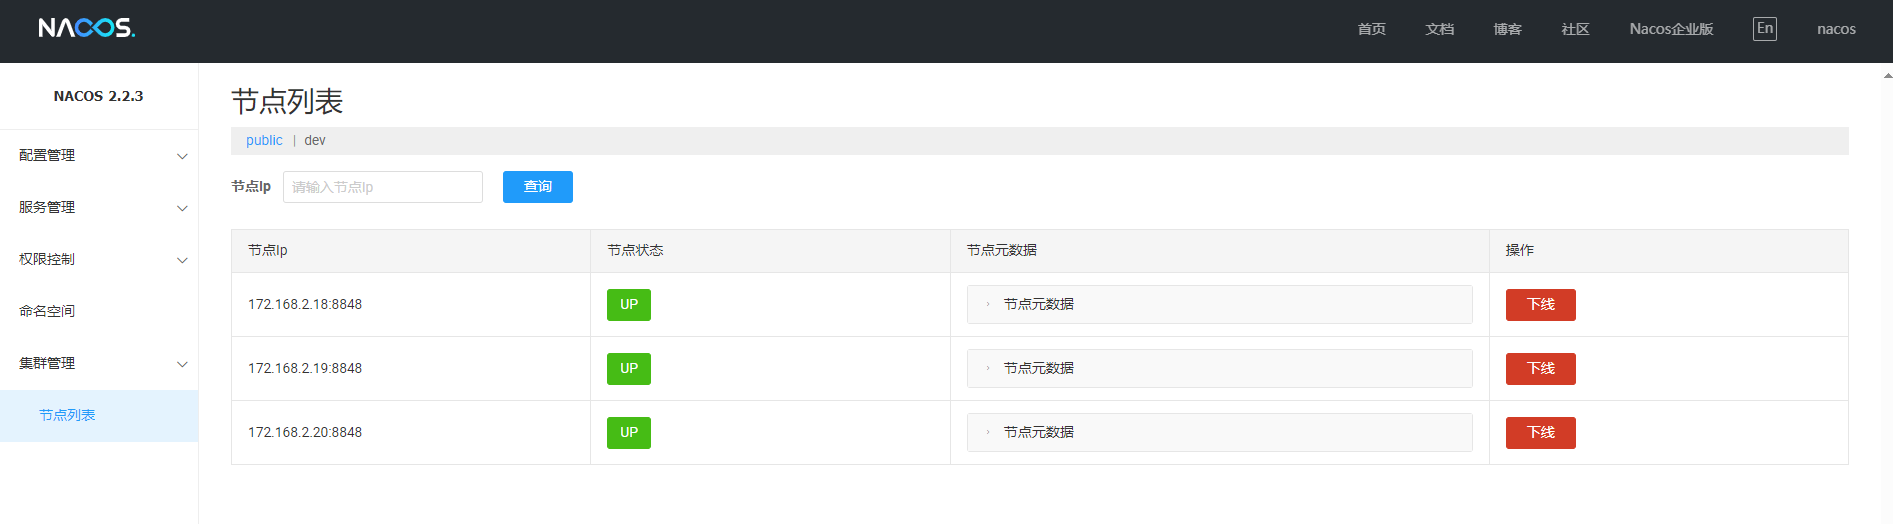 NACOS.
首页 文档 博客 社区 Nacos企业版 En nacos
NACOS 2.2.3
配置管理
服务管理
权限控制
命名空间
集群管理
节点列表
节点列表
public | dev
节点Ip 请输入节点Ip 查询
节点Ip 节点状态 节点元数据 操作
172.168.2.18:8848 UP 节点元数据 下线
172.168.2.19:8848 UP 节点元数据 下线
172.168.2.20:8848 UP 节点元数据 下线